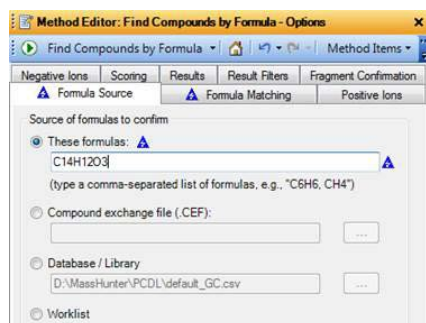 Method Editor: Find Compounds by Formula - Options
Find Compounds by Formula
Method Items
Negative Ions
Scoring
Results
Result Filters
Fragment Confirmation
Formula Source
Formula Matching
Positive Ions
Source of formulas to confirm
These formulas:
C14H12O3
(type a comma-separated list of formulas, e.g., "C6H6, CH4")
Compound exchange file (.CEF):
...
Database / Library
D:\MassHunter\PCDL\default_GC.csv
...
Worklist